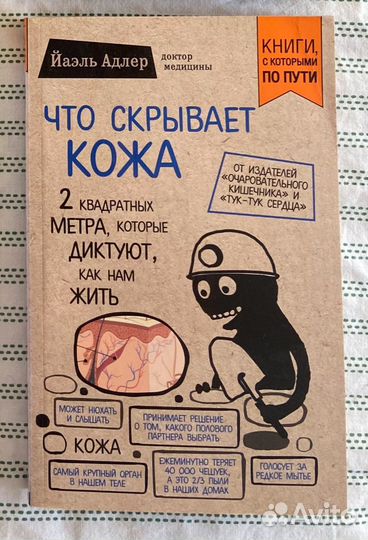 Йаэль Адлер
доктор
медицины
КНИГИ,
С КОТОРЫМИ
ПО ПУТИ
ЧТО СКРЫВАЕТ
КОЖА
2 КВАДРАТНЫХ
МЕТРА, КОТОРЫЕ
ДИКТУЮТ,
КАК НАМ
ЖИТЬ
ОТ ИЗДАТЕЛЕЙ
«ОЧАРОВАТЕЛЬНОГО
КИШЕЧНИКА» И
«ТУК-ТУК СЕРДЦА»
МОЖЕТ НЮХАТЬ
И СЛЫШАТЬ
ПРИНИМАЕТ РЕШЕНИЕ
О ТОМ, КАКОГО ПОЛОВОГО
ПАРТНЕРА ВЫБРАТЬ
КОЖА
САМЫЙ КРУПНЫЙ ОРГАН
В НАШЕМ ТЕЛЕ
ЕЖЕМИНУТНО ТЕРЯЕТ
40 000 ЧЕШУЕК,
А ЭТО 2/3 ПЫЛИ
В НАШИХ ДОМАХ
ГОЛОСУЕТ ЗА
РЕДКОЕ МЫТЬЕ
Avito